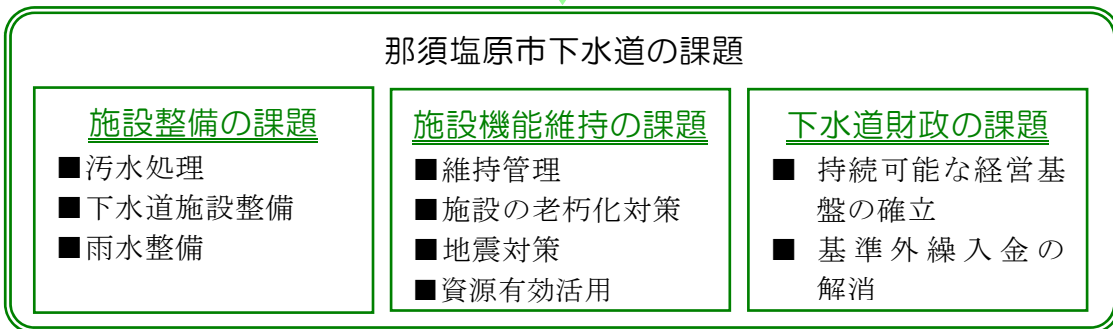 那須塩原市下水道の課題
施設整備の課題
■汚水処理
■下水道施設整備
■雨水整備
施設機能維持の課題
■維持管理
■施設の老朽化対策
■地震対策
■資源有効活用
下水道財政の課題
■ 持続可能な経営基
盤の確立
■ 基準外繰入金の
解消